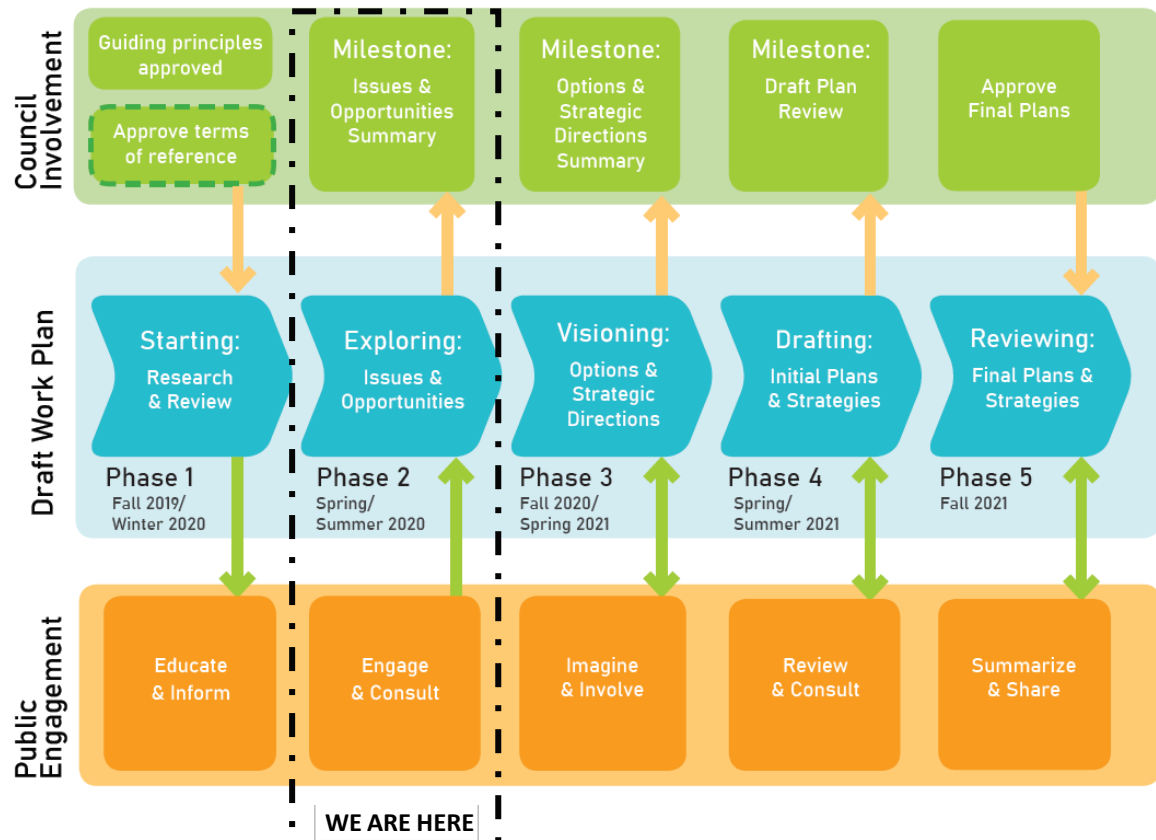 Council
Involvement
Guiding principles
approved
Approve terms
of reference
Milestone:
Issues &
Opportunities
Summary
Milestone:
Options &
Strategic
Directions
Summary
Milestone:
Draft Plan
Review
Approve
Final Plans
Draft Work Plan
Starting:
Research
& Review
Exploring:
Issues &
Opportunities
Visioning:
Options &
Strategic
Directions
Drafting:
Initial Plans
& Strategies
Reviewing:
Final Plans &
Strategies
Phase 1
Fall 2019/
Winter 2020
Phase 2
Spring/
Summer 2020
Phase 3
Fall 2020/
Spring 2021
Phase 4
Spring/
Summer 2021
Phase 5
Fall 2021
Public
Engagement
Educate
& Inform
Engage
& Consult
Imagine
& Involve
Review
& Consult
Summarize
& Share
WE ARE HERE